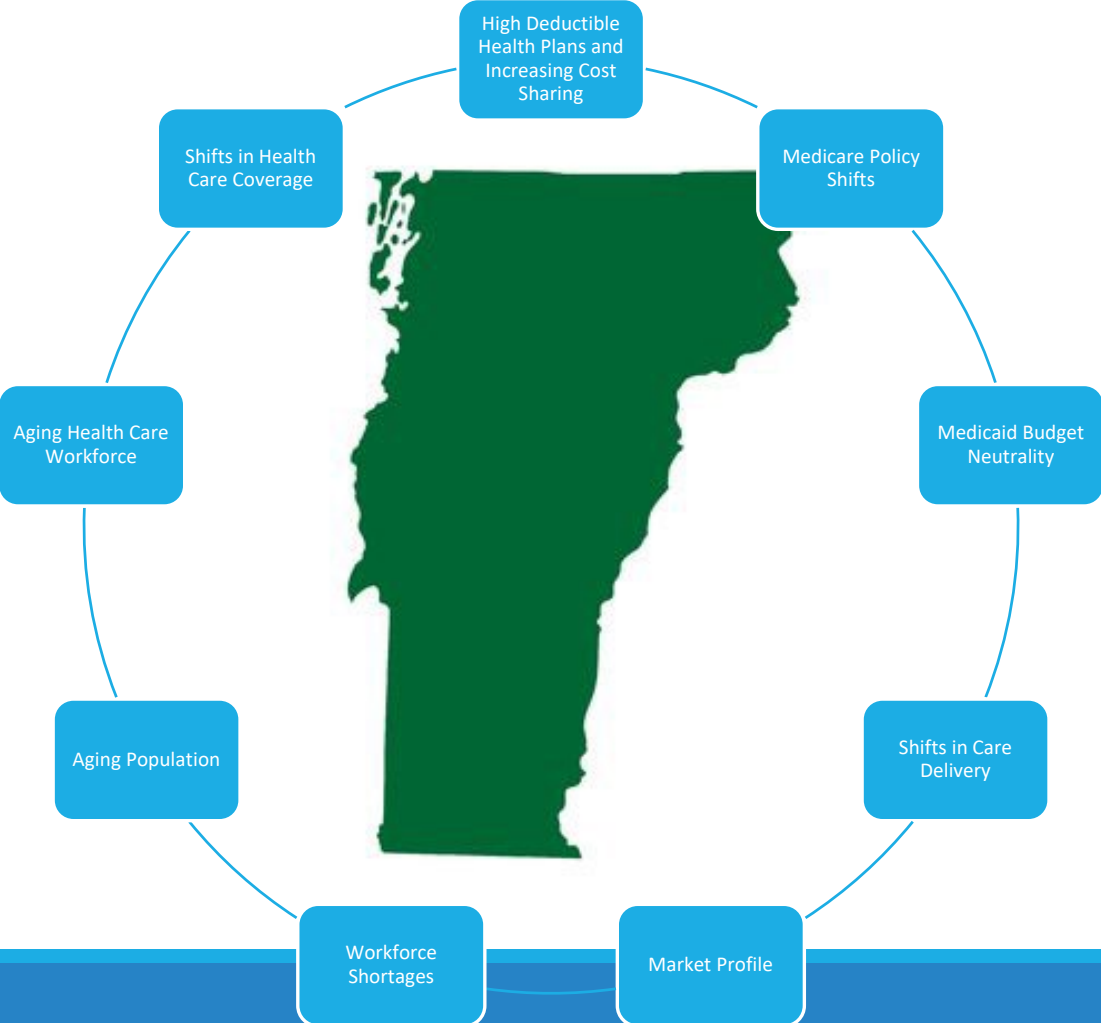 High Deductible
Health Plans and
Increasing Cost
Sharing
Medicare Policy
Shifts
Medicaid Budget
Neutrality
Shifts in Care
Delivery
Market Profile
Workforce
Shortages
Aging Population
Aging Health Care
Workforce
Shifts in Health
Care Coverage